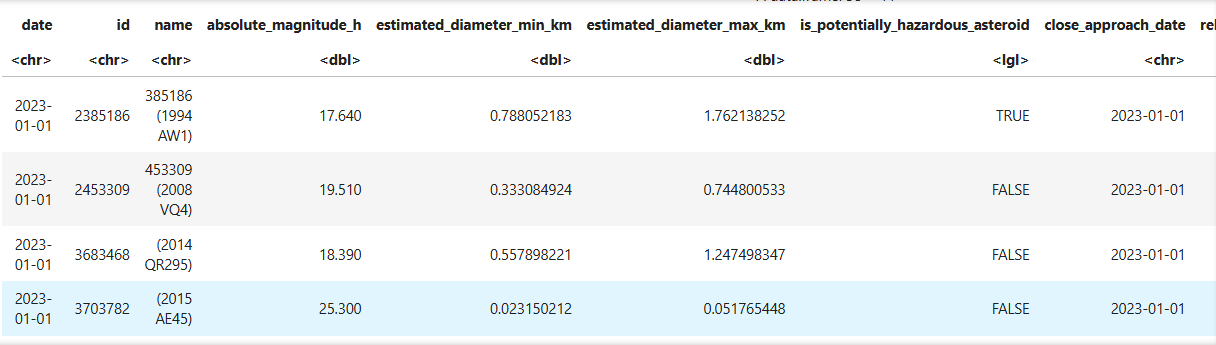 date id name absolute_magnitude_h estimated_diameter_min_km estimated_diameter_max_km is_potentially_hazardous_asteroid close_approach_date
<chr> <chr> <chr> <dbl> <dbl> <dbl> <lgl> <chr>
2023-
01-01 2385186 385186
(1994
AW1) 17.640 0.788052183 1.762138252 TRUE 2023-01-01
2023-
01-01 2453309 453309
(2008
VQ4) 19.510 0.333084924 0.744800533 FALSE 2023-01-01
2023-
01-01 3683468 (2014
QR295) 18.390 0.557898221 1.247498347 FALSE 2023-01-01
2023-
01-01 3703782 (2015
AE45) 25.300 0.023150212 0.051765448 FALSE 2023-01-01